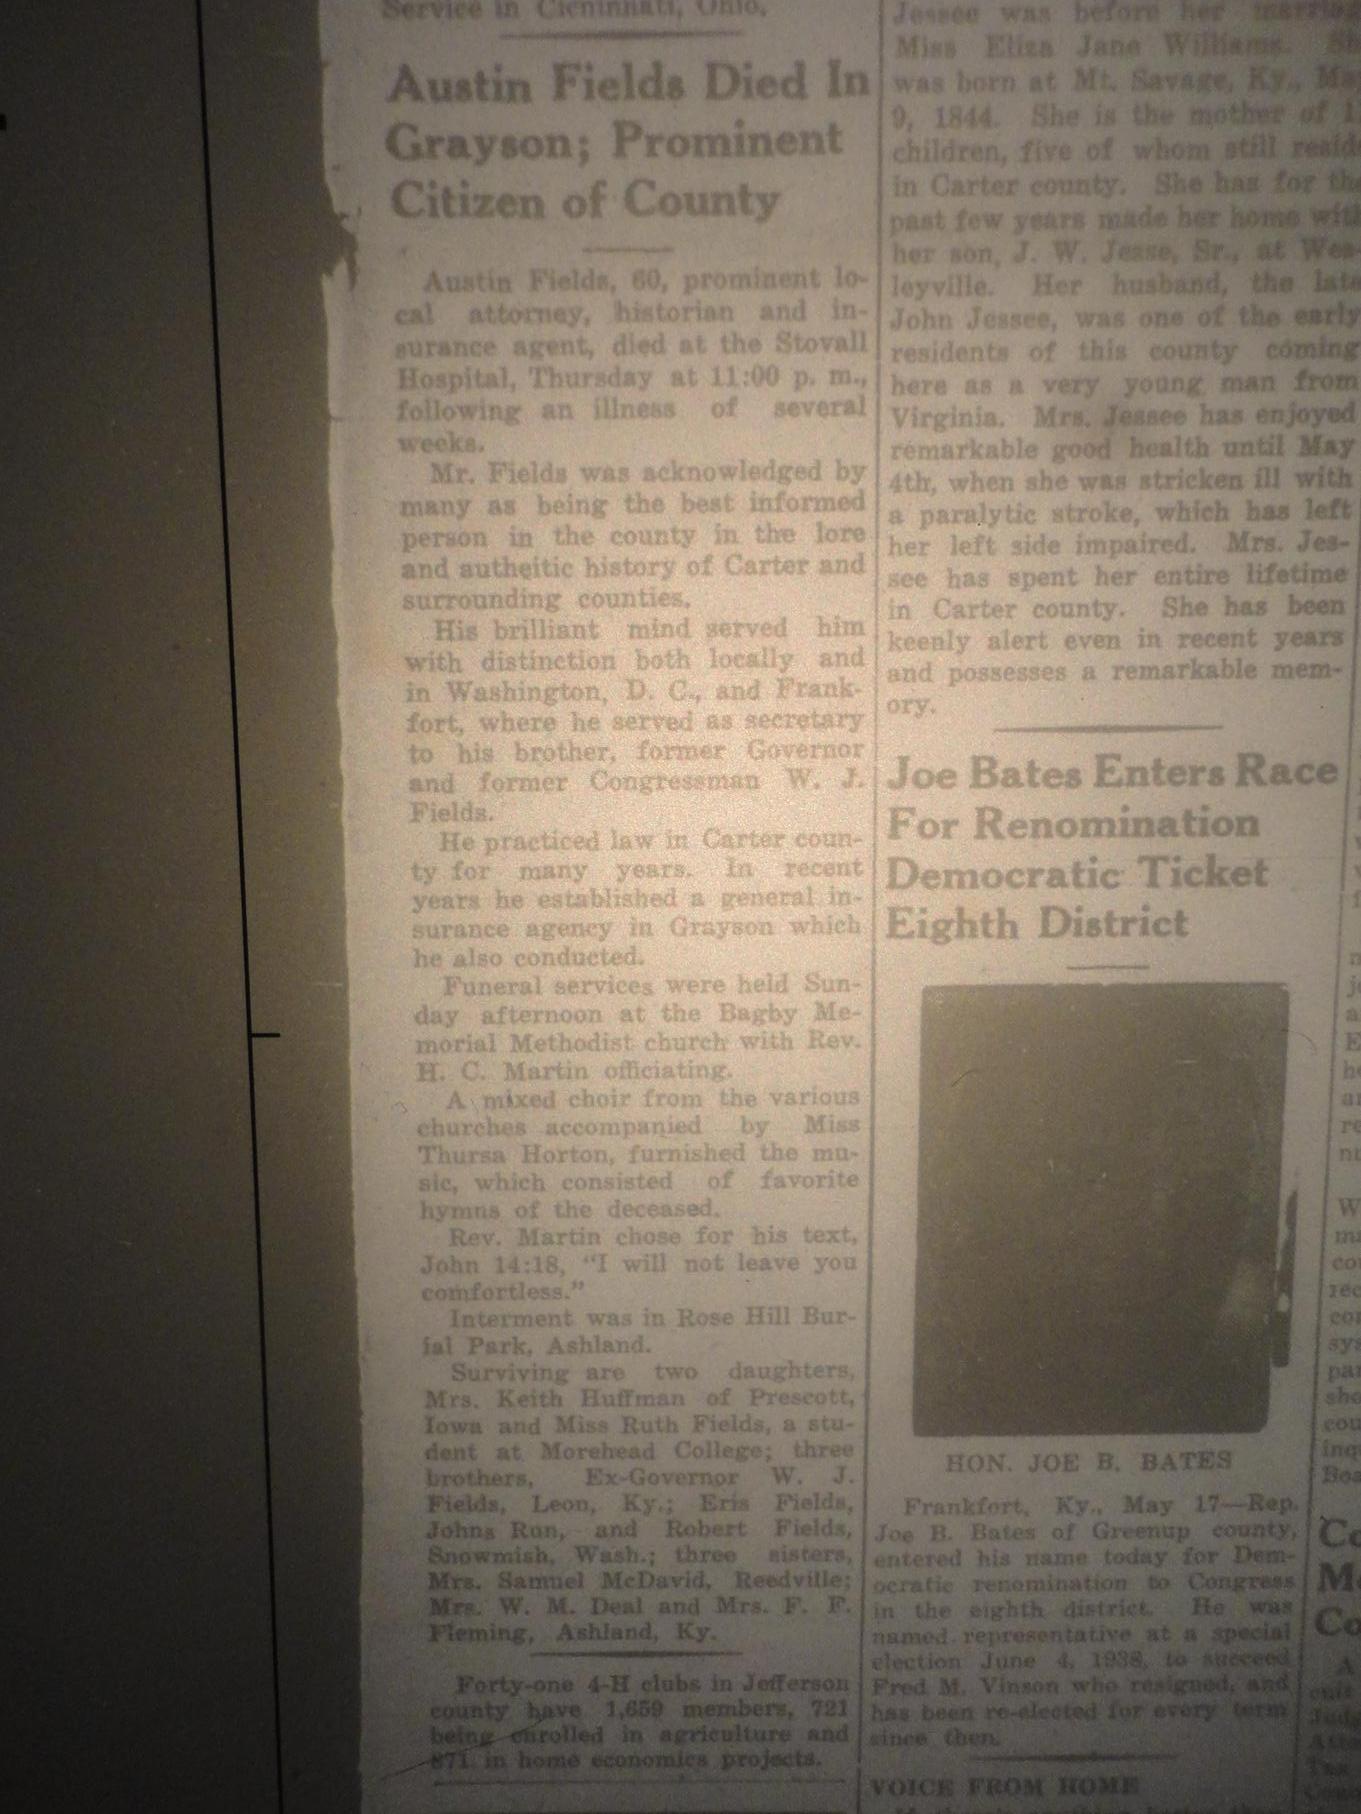 Service in Cicninnati, Ohio.
Austin Fields Died In
Grayson; Prominent
Citizen of County
Austin Fields, 60, prominent lo-
cal attorney, historian and in-
surance agent, died at the Stovall
Hospital, Thursday at 11:00 p. m.,
following an illness of several
weeks.
Mr. Fields was acknowledged by
many as being the best informed
person in the county in the lore
and autheitic history of Carter and
surrounding counties.
His brilliant mind served him
with distinction both locally and
in Washington, D. C., and Frank-
fort, where he served as secretary
to his brother, former Governor
and former Congressman W. J.
Fields.
He practiced law in Carter coun-
ty for many years. In recent
years he established a general in-
surance agency in Grayson which
he also conducted.
Funeral services were held Sun-
day afternoon at the Bagby Me-
morial Methodist church with Rev.
H. C. Martin officiating.
A mixed choir from the various
churches accompanied by Miss
Thursa Horton, furnished the mu-
sic, which consisted of favorite
hymns of the deceased.
Rev. Martin chose for his text,
John 14:18, "I will not leave you
comfortless."
Interment was in Rose Hill Bur-
ial Park, Ashland.
Surviving are two daughters,
Mrs. Keith Huffman of Prescott,
Iowa and Miss Ruth Fields, a stu-
dent at Morehead College; three
brothers, Ex-Governor W. J.
Fields, Leon, Ky.; Eris Fields,
Johns Run, and Robert Fields,
Snowmish, Wash.; three sisters,
Mrs. Samuel McDavid, Reedville;
Mrs. W. M. Deal and Mrs. F. F.
Fleming, Ashland, Ky.
Forty-one 4-H clubs in Jefferson
county have 1,659 members, 721
being enrolled in agriculture and
871 in home economics projects.
Jessee was before her
Miss Eliza Jane Williams.
was born at Mt. Savage, Ky.,
9, 1844. She is the mother of
children, five of whom still
in Carter county. She has for
past few years made her home
her son, J. W. Jesse, Sr., at Wes-
leyville. Her husband, the late
John Jessee, was one of the early
residents of this county coming
here as a very young man from
Virginia. Mrs. Jessee has enjoyed
remarkable good health until May
4th, when she was stricken ill with
a paralytic stroke, which has left
her left side impaired. Mrs. Jes-
see has spent her entire lifetime
in Carter county. She has been
keenly alert even in recent years
and possesses a remarkable mem-
ory.
Joe Bates Enters Race
For Renomination
Democratic Ticket
Eighth District
HON. JOE B. BATES
Frankfort, Ky., May 17—Rep.
Joe B. Bates of Greenup county,
entered his name today for Dem-
ocratic renomination to Congress
in the eighth district. He was
named representative at a special
election June 4, 1938, to succeed
Fred M. Vinson who resigned, and
has been re-elected for every term
since then.
VOICE FROM HOME